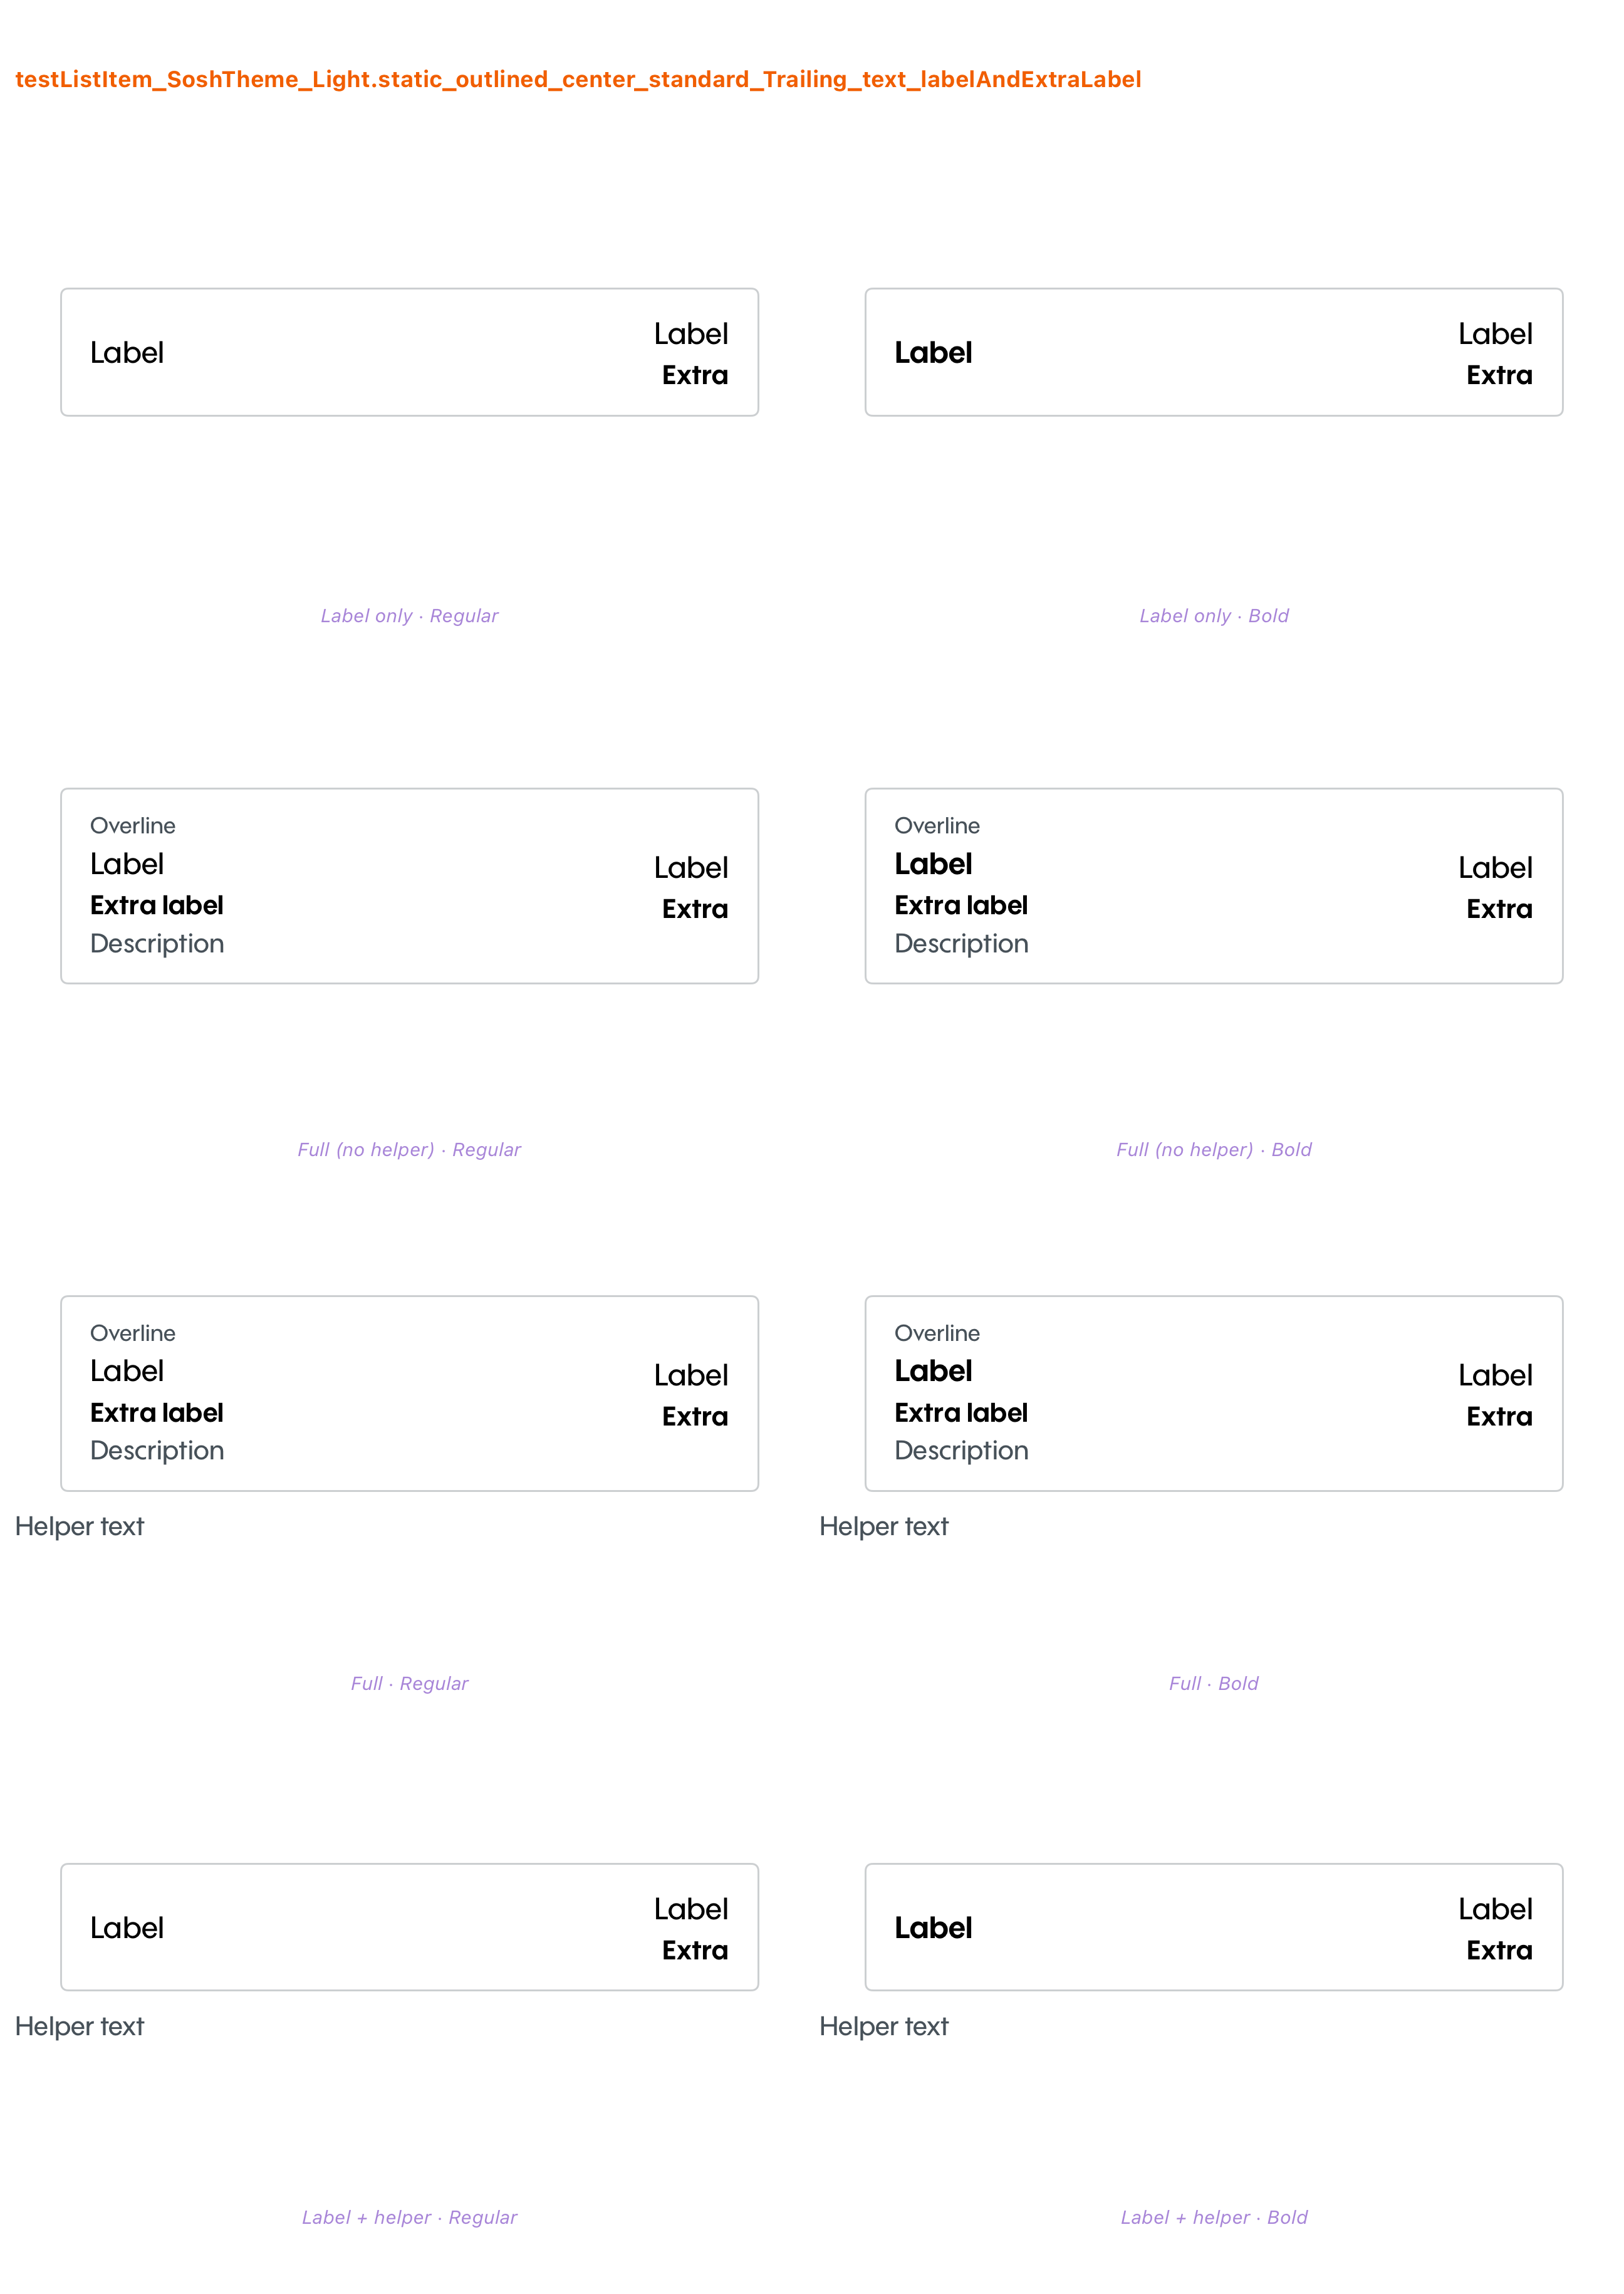 testListItem_SoshTheme_Light.static_outlined_center_standard_Trailing_text_labelAndExtraLabel
Label
Label
Extra
Label
Label
Extra
Label only · Regular
Label only · Bold
Overline
Label
Extra label
Description
Label
Extra
Overline
Label
Extra label
Description
Label
Extra
Full (no helper) · Regular
Full (no helper) · Bold
Overline
Label
Extra label
Description
Label
Extra
Helper text
Overline
Label
Extra label
Description
Label
Extra
Helper text
Full · Regular
Full · Bold
Label
Label
Extra
Helper text
Label
Label
Extra
Helper text
Label + helper · Regular
Label + helper · Bold